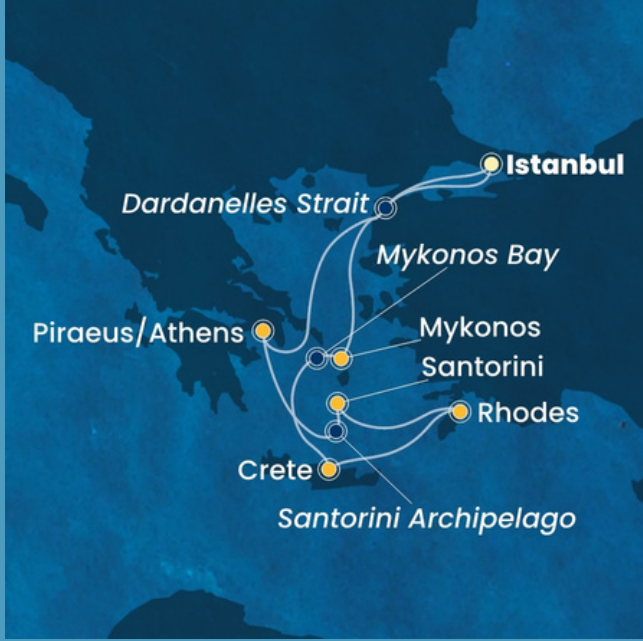 Istanbul
Dardanelles Strait
Mykonos Bay
Piraeus/Athens
Mykonos
Santorini
Rhodes
Crete
Santorini Archipelago